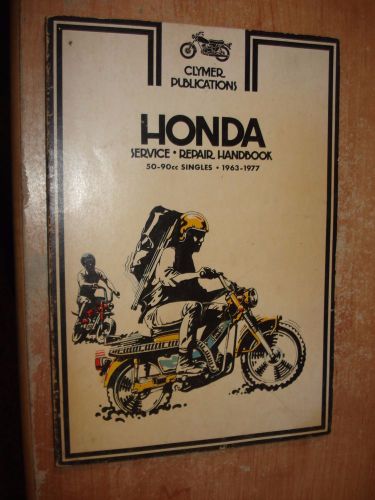 CLYMER
PUBLICATIONS
HONDA
SERVICE • REPAIR HANDBOOK
50-90cc SINGLES • 1963-1977